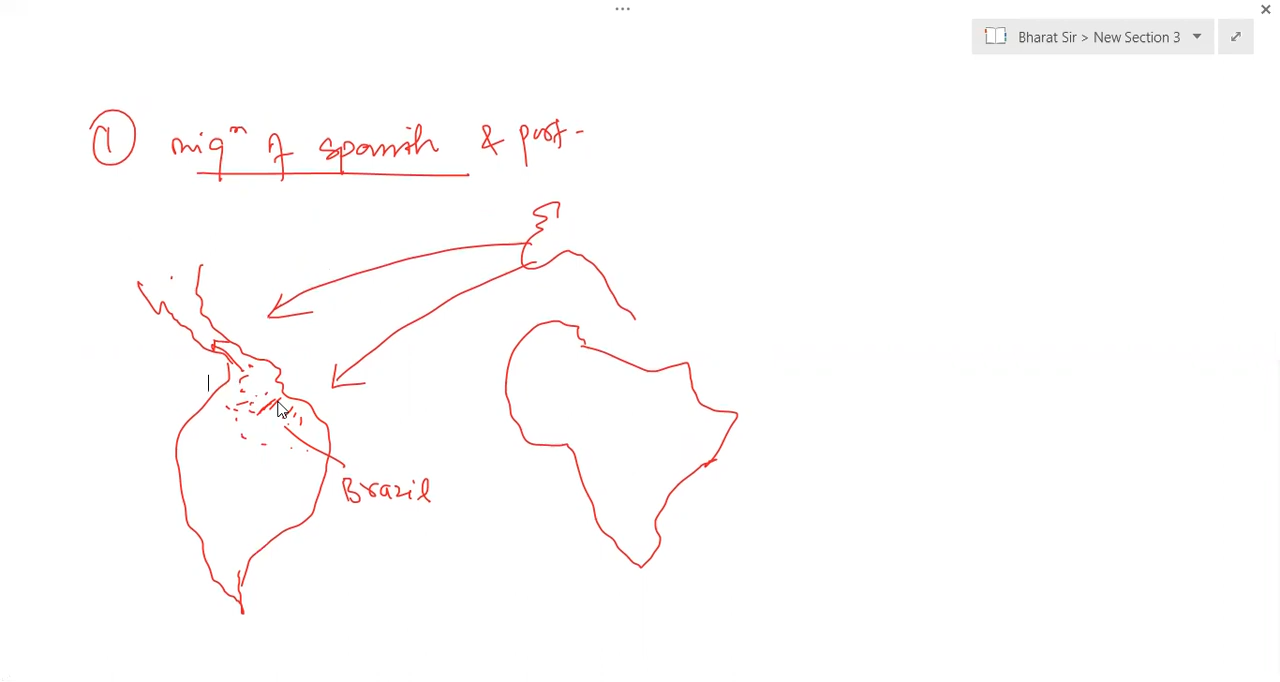 Bharat Sir > New Section 3
① migⁿ of spanish & port -
Brazil